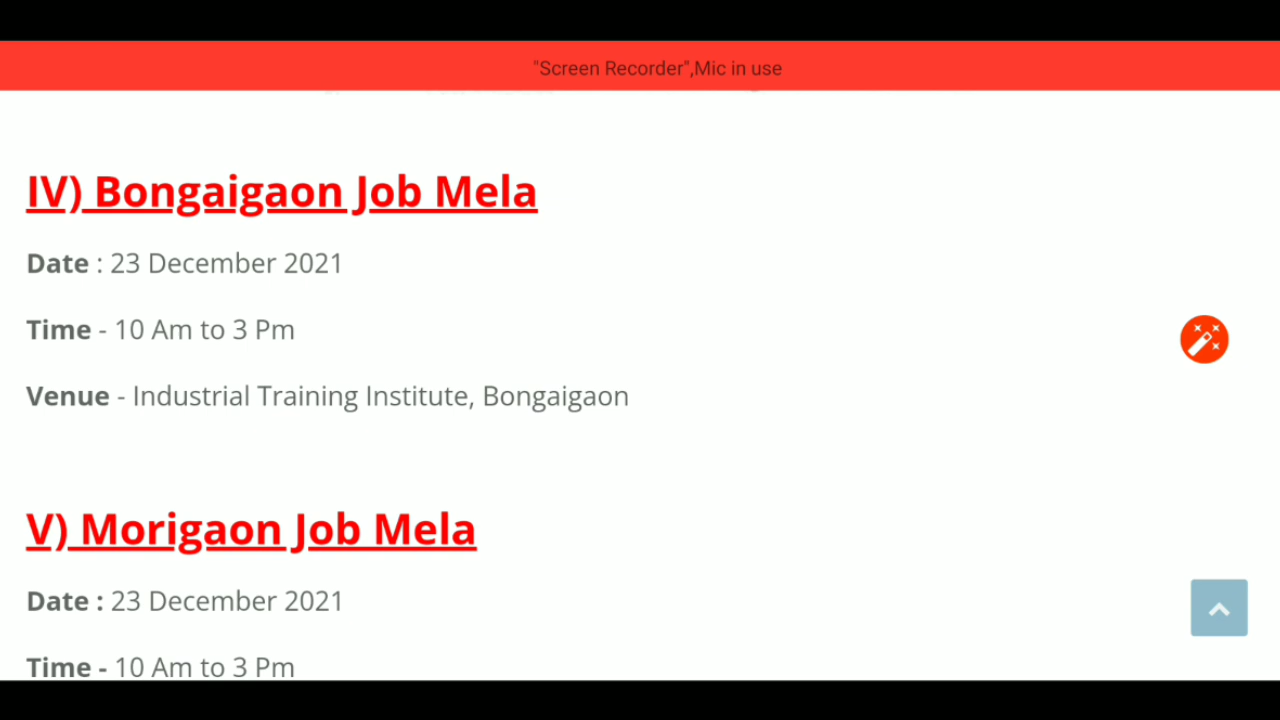 "Screen Recorder",Mic in use
IV) Bongaigaon Job Mela
Date : 23 December 2021
Time - 10 Am to 3 Pm
Venue - Industrial Training Institute, Bongaigaon
V) Morigaon Job Mela
Date : 23 December 2021
Time - 10 Am to 3 Pm